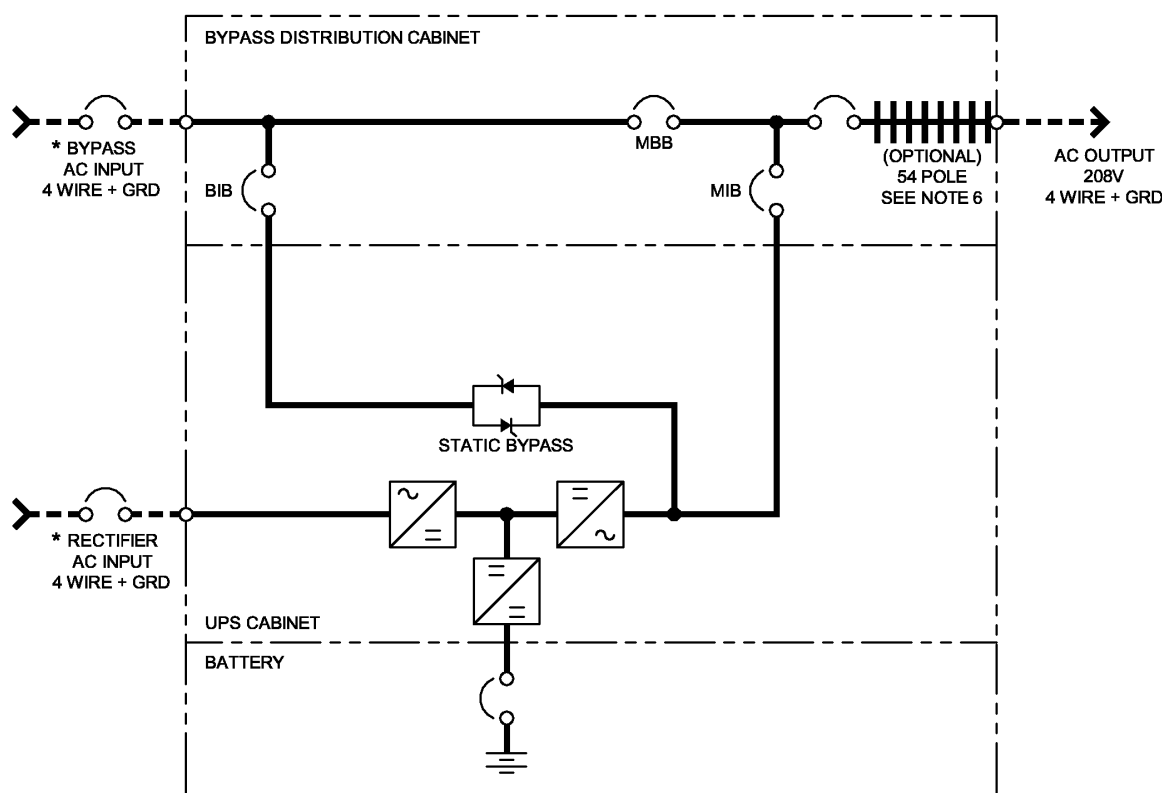 BYPASS DISTRIBUTION CABINET
* BYPASS
AC INPUT
4 WIRE + GRD
MBB
(OPTIONAL)
54 POLE
SEE NOTE 6
AC OUTPUT
208V
4 WIRE + GRD
BIB
MIB
STATIC BYPASS
* RECTIFIER
AC INPUT
4 WIRE + GRD
UPS CABINET
BATTERY